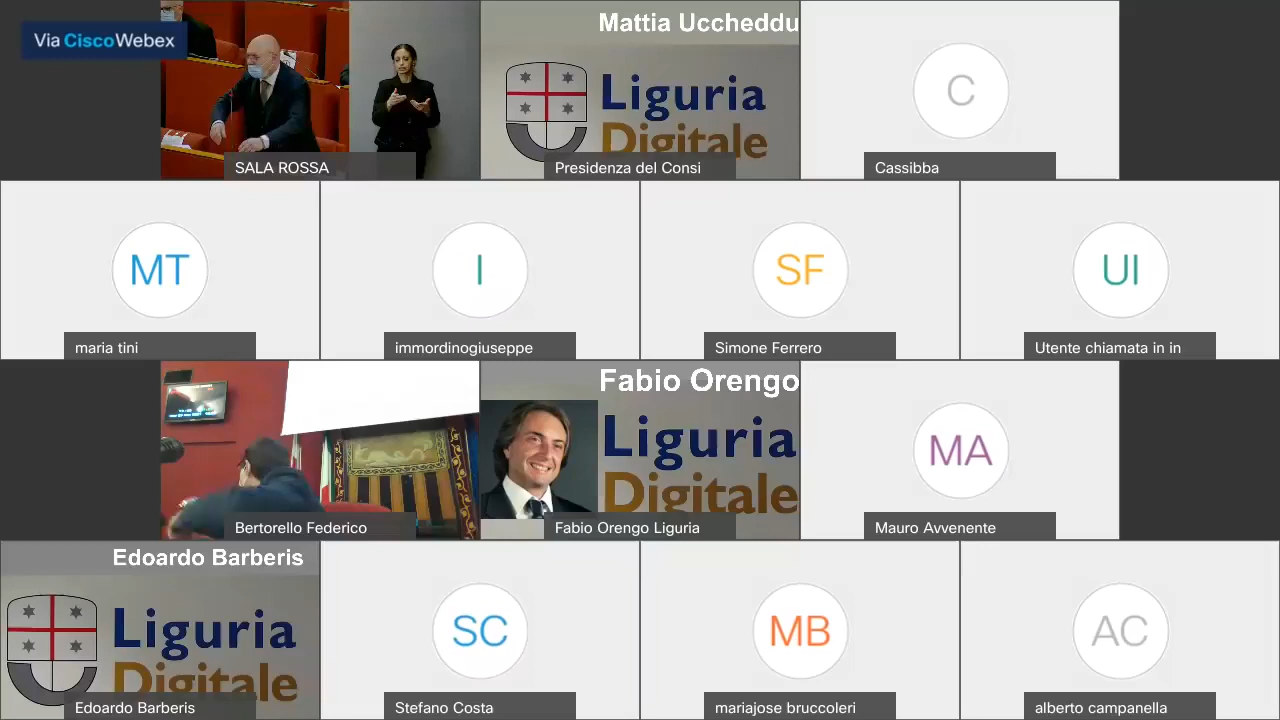 Via CiscoWebex
SALA ROSSA
Mattia Uccheddu
Liguria
Digitale
Presidenza del Consi
C
Cassibba
MT
maria tini
I
immordinogiuseppe
SF
Simone Ferrero
UI
Utente chiamata in in
Bertorello Federico
Fabio Orengo
Liguria
Digitale
Fabio Orengo Liguria
MA
Mauro Avvenente
Edoardo Barberis
Liguria
Digitale
Edoardo Barberis
SC
Stefano Costa
MB
mariajose bruccoleri
AC
alberto campanella